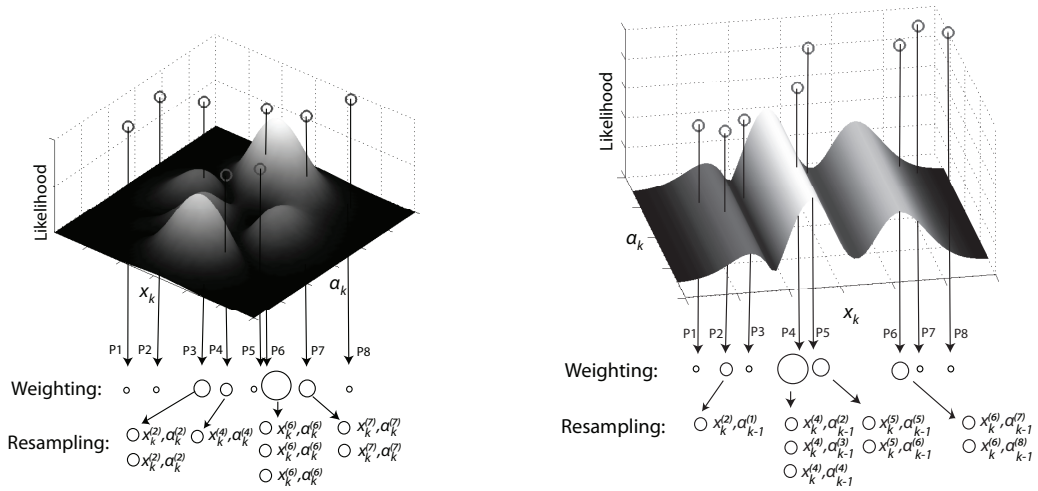 Likelihood
x_k
α_k
P1 P2 P3 P4 P5 P6 P7 P8
Weighting:
Resampling:
x_k^(2),α_k^(2) x_k^(4),α_k^(4) x_k^(6),α_k^(6) x_k^(7),α_k^(7)
x_k^(2),α_k^(2) x_k^(6),α_k^(6) x_k^(7),α_k^(7)
x_k^(6),α_k^(6)
Likelihood
α_k
x_k
P1 P2 P3 P4 P5 P6 P7 P8
Weighting:
Resampling:
x_k^(2),α_k-1^(1) x_k^(4),α_k-1^(2) x_k^(5),α_k-1^(5) x_k^(6),α_k-1^(7)
x_k^(4),α_k-1^(3) x_k^(5),α_k-1^(6) x_k^(6),α_k-1^(8)
x_k^(4),α_k-1^(4)